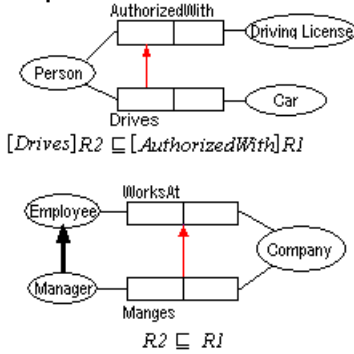 AuthorizedWith
Driving License
Person
Car
Drives
[Drives]R2 ⊑ [AuthorizedWith]R1
WorksAt
Employee
Company
Manager
Manges
R2 ⊑ R1